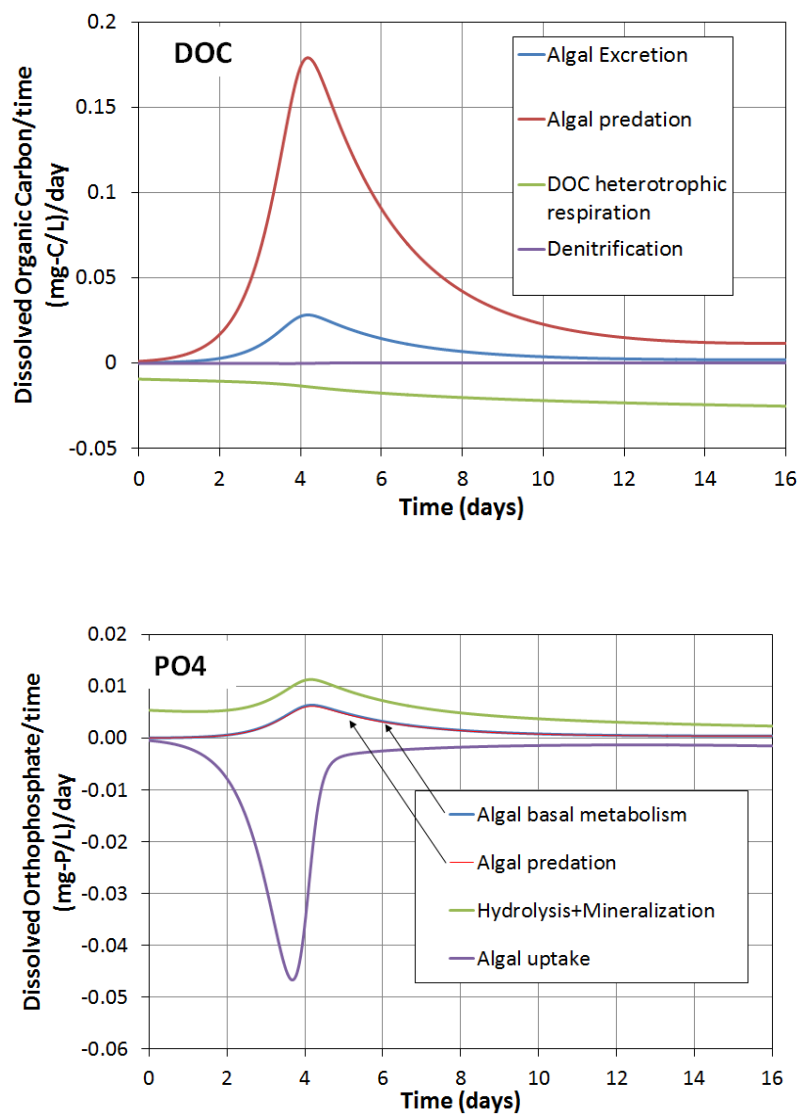 DOC
Dissolved Organic Carbon/time
(mg-C/L)/day
0.2
0.15
0.1
0.05
0
-0.05
Algal Excretion
Algal predation
DOC heterotrophic
respiration
Denitrification
0 2 4 6 8 10 12 14 16
Time (days)
PO4
Dissolved Orthophosphate/time
(mg-P/L)/day
0.02
0.01
0.00
-0.01
-0.02
-0.03
-0.04
-0.05
-0.06
Algal basal metabolism
Algal predation
Hydrolysis+Mineralization
Algal uptake
0 2 4 6 8 10 12 14 16
Time (days)